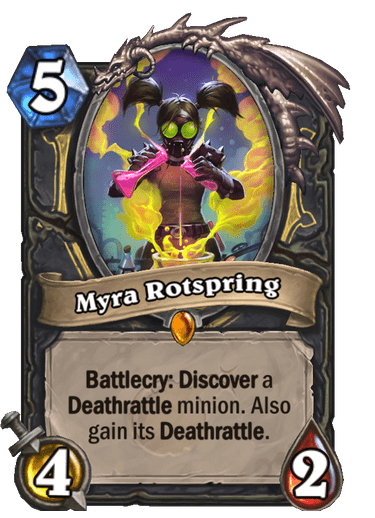 5
Myra Rotspring
Battlecry: Discover a
Deathrattle minion. Also
gain its Deathrattle.
4
2